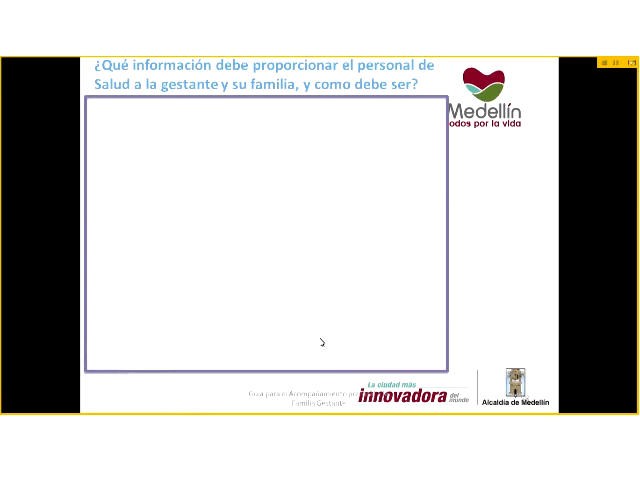 ¿Qué información debe proporcionar el personal de
Salud a la gestante y su familia, y como debe ser?
Medellín
odos por la vida
La ciudad más
innovadora del
mundo
Guía para el Acompañamiento
Familia Gestante
Alcaldía de Medellín